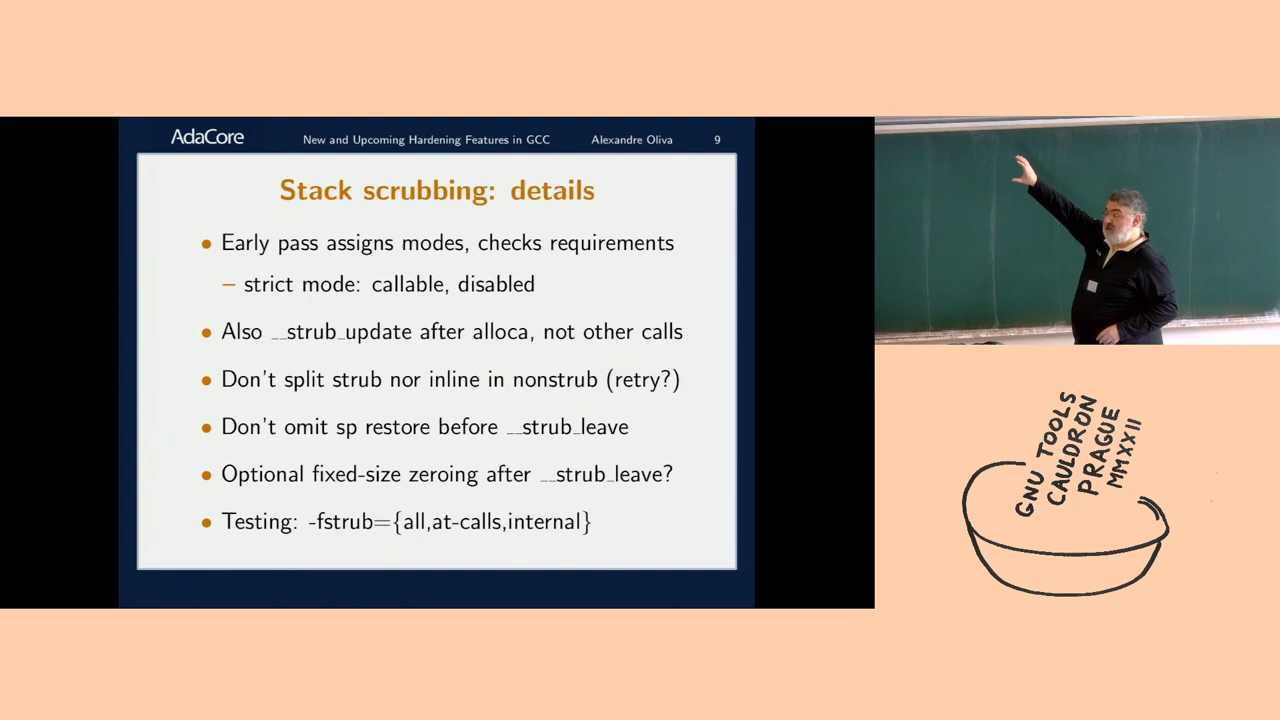 AdaCore New and Upcoming Hardening Features in GCC Alexandre Oliva 9
Stack scrubbing: details
• Early pass assigns modes, checks requirements
– strict mode: callable, disabled
• Also __strub_update after alloca, not other calls
• Don't split strub nor inline in nonstrub (retry?)
• Don't omit sp restore before __strub_leave
• Optional fixed-size zeroing after __strub_leave?
• Testing: -fstrub={all,at-calls,internal}
GNU TOOLS
CAULDRON
PRAGUE
MMXXII